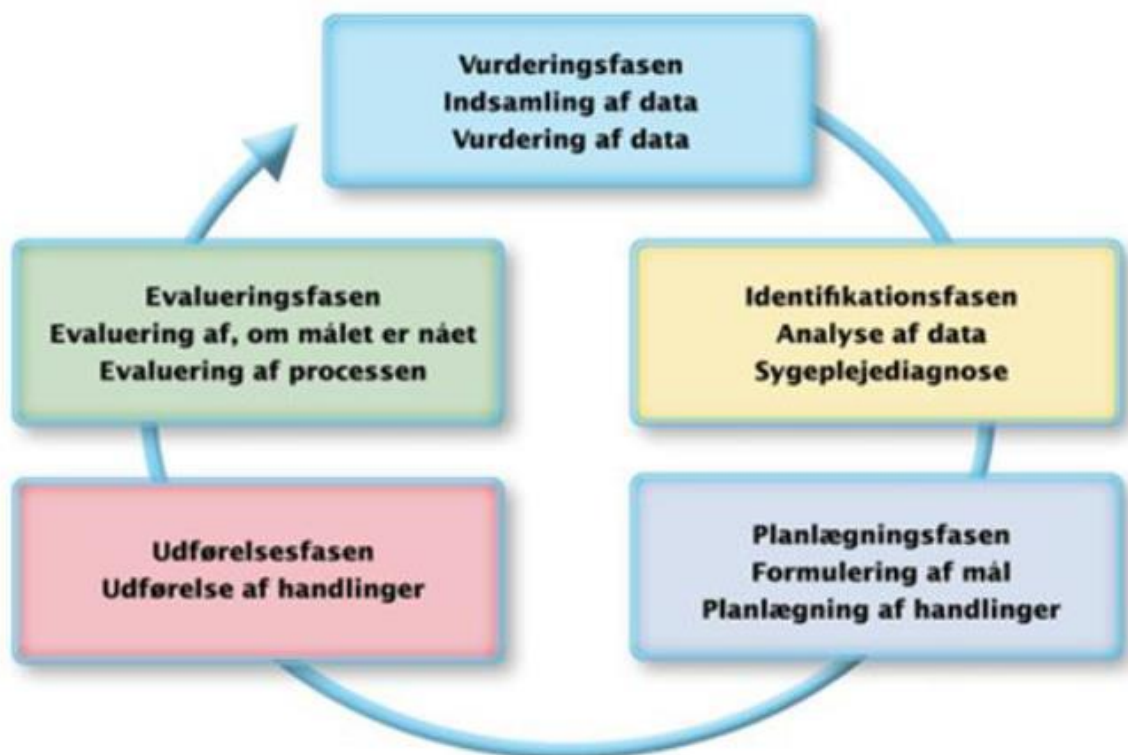 Vurderingsfasen
Indsamling af data
Vurdering af data
Identifikationsfasen
Analyse af data
Sygeplejediagnose
Planlægningsfasen
Formulering af mål
Planlægning af handlinger
Udførelsesfasen
Udførelse af handlinger
Evalueringsfasen
Evaluering af, om målet er nået
Evaluering af processen